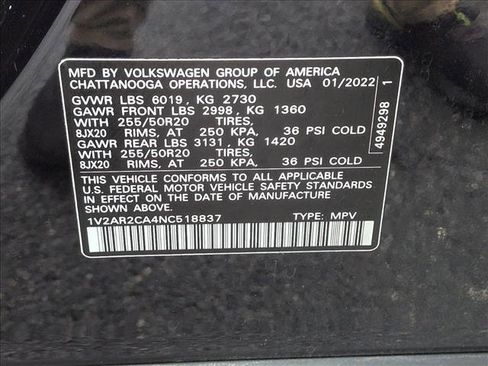 MFD BY VOLKSWAGEN GROUP OF AMERICA
CHATTANOOGA OPERATIONS, LLC. USA 01/2022
GVWR LBS 6019, KG 2730
GAWR FRONT LBS 2998, KG 1360
WITH 255/50R20 TIRES,
8JX20 RIMS, AT 250 KPA, 36 PSI COLD
GAWR REAR LBS 3131, KG 1420
WITH 255/50R20 TIRES,
8JX20 RIMS, AT 250 KPA, 36 PSI COLD
THIS VEHICLE CONFORMS TO ALL APPLICABLE
U.S. FEDERAL MOTOR VEHICLE SAFETY STANDARDS
IN EFFECT ON THE DATE OF MANUFACTURE
SHOWN ABOVE.
1V2AR2CA4NC518837 TYPE: MPV
4949298 1